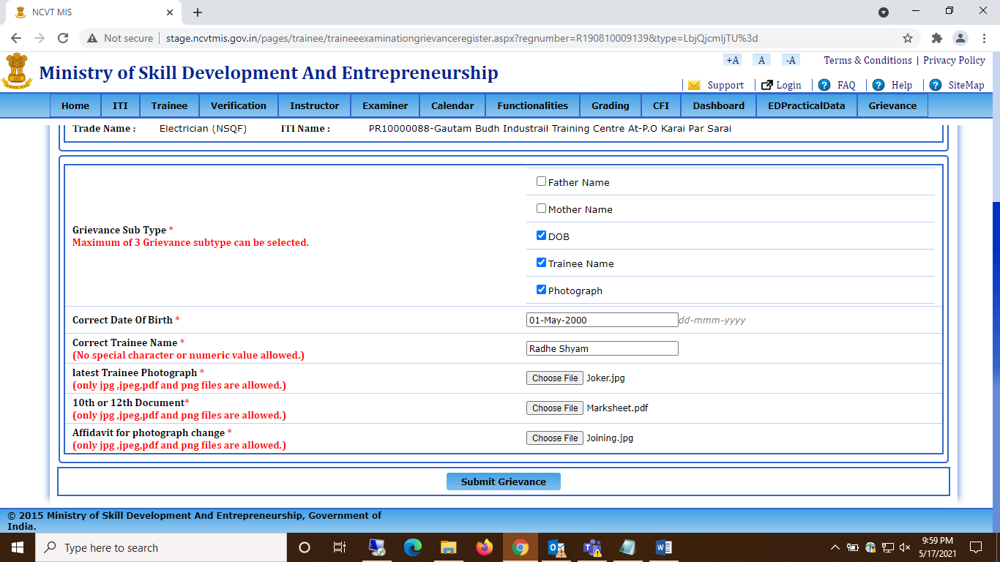 NCVT MIS
Not secure | stage.ncvtmis.gov.in/pages/trainee/traineeexaminationgrievanceregister.aspx?regnumber=R190810009139&type=LbjQjcmIjTU%3d
+A A -A Terms & Conditions | Privacy Policy
Ministry of Skill Development And Entrepreneurship
Support Login FAQ Help SiteMap
Home ITI Trainee Verification Instructor Examiner Calendar Functionalities Grading CFI Dashboard EDPracticalData Grievance
Trade Name : Electrician (NSQF) ITI Name : PR10000088-Gautam Budh Industrail Training Centre At-P.O Karai Par Sarai
Father Name
Mother Name
Grievance Sub Type *
Maximum of 3 Grievance subtype can be selected.
DOB
Trainee Name
Photograph
Correct Date Of Birth * 01-May-2000 dd-mmm-yyyy
Correct Trainee Name *
(No special character or numeric value allowed.)
Radhe Shyam
latest Trainee Photograph *
(only jpg ,jpeg,pdf and png files are allowed.)
Choose File Joker.jpg
10th or 12th Document*
(only jpg ,jpeg,pdf and png files are allowed.)
Choose File Marksheet.pdf
Affidavit for photograph change *
(only jpg ,jpeg,pdf and png files are allowed.)
Choose File Joining.jpg
Submit Grievance
© 2015 Ministry of Skill Development And Entrepreneurship, Government of
India.
Type here to search
9:59 PM
5/17/2021